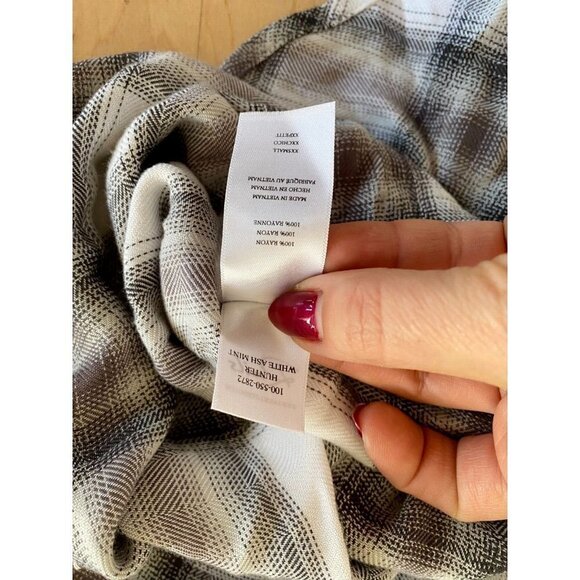 100% RAYON
100% RAYON
100% RAYONNE
MADE IN VIETNAM
HECHO EN VIETNAM
FABRIQUÉ AU VIETNAM
XXSMALL
XXCHICO
XXPETIT
100-550-2872
HUNTER
WHITE ASH MINT